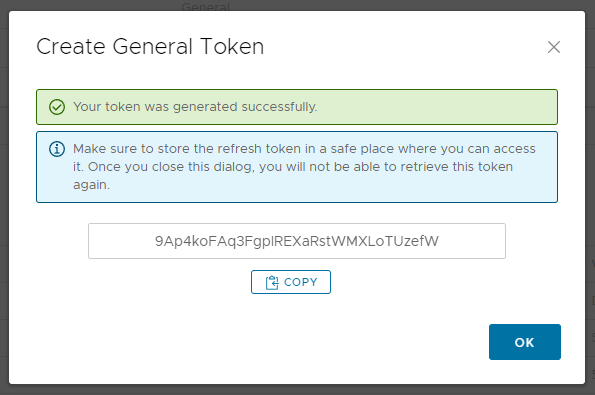 General
Create General Token
Your token was generated successfully.
Make sure to store the refresh token in a safe place where you can access
it. Once you close this dialog, you will not be able to retrieve this token
again.
9Ap4koFAq3FgplREXaRstWMXLoTUzefW
COPY
OK